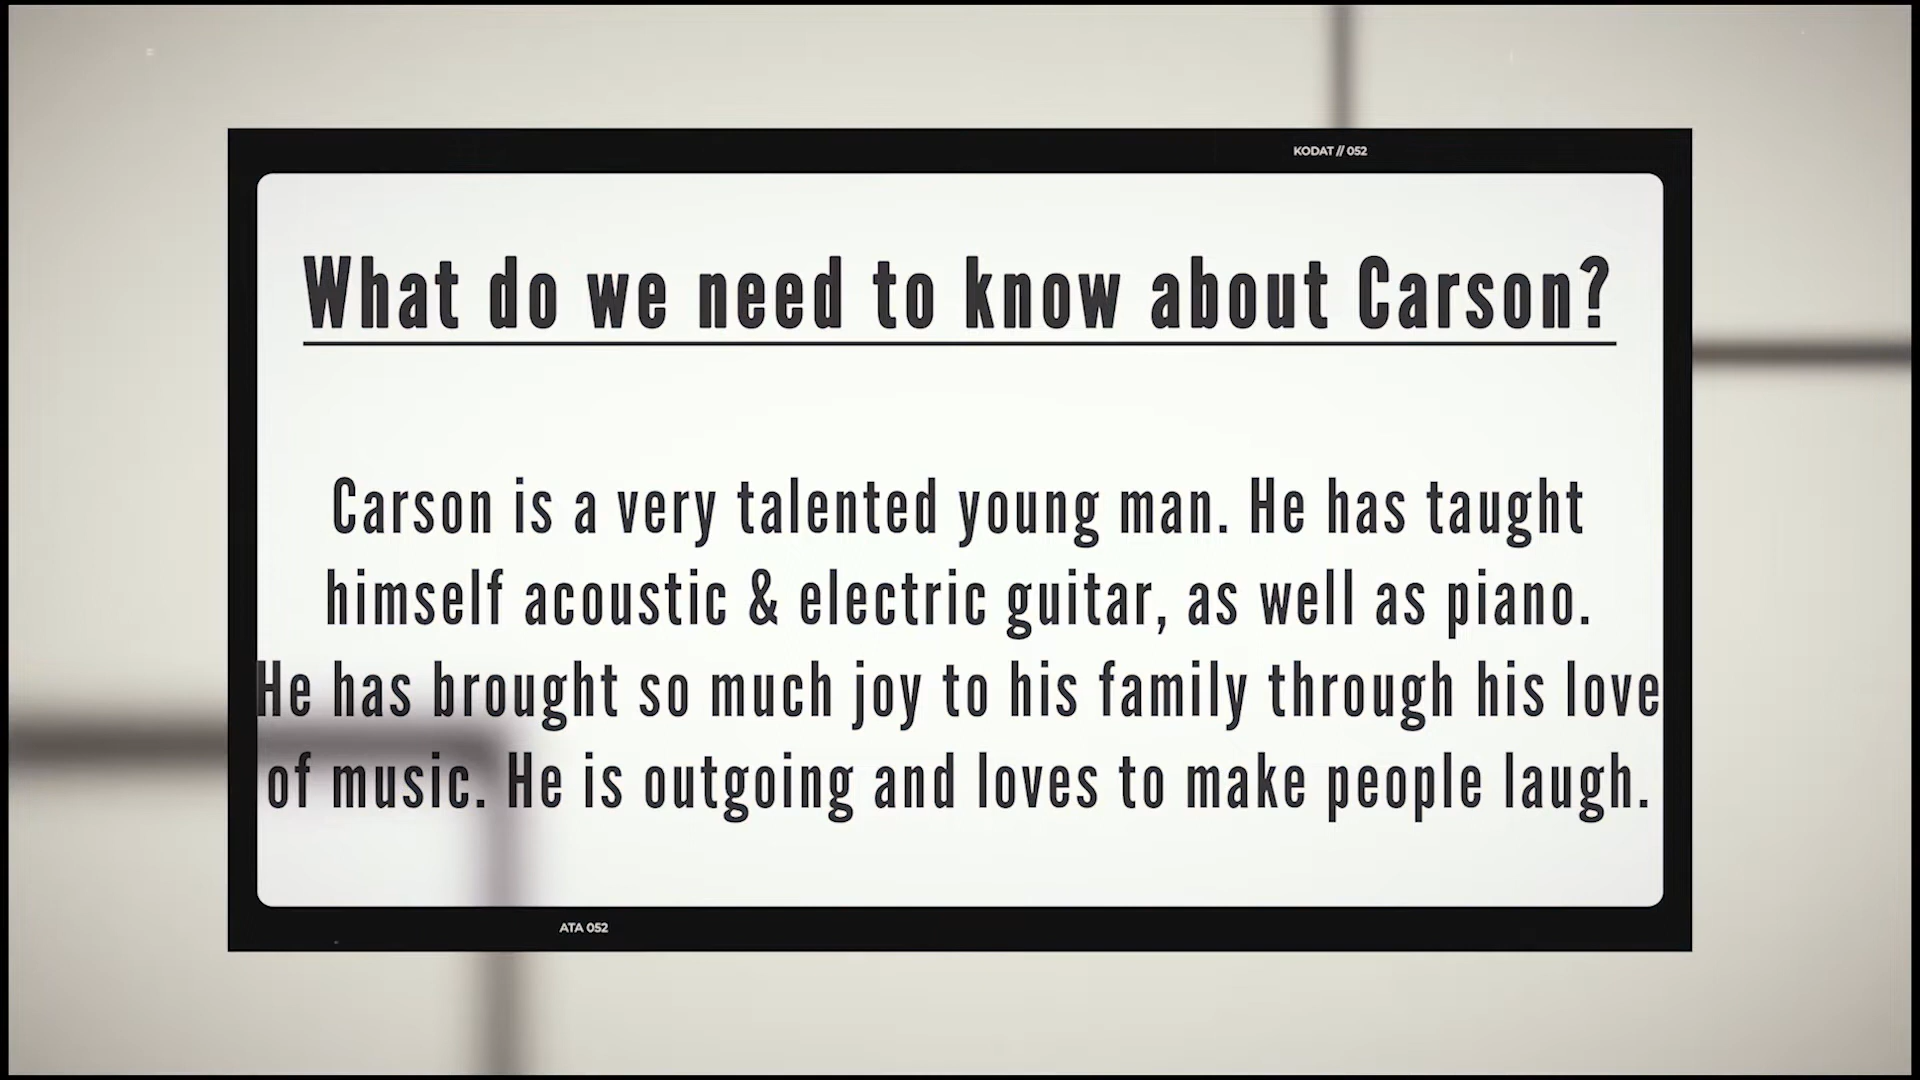 KODAT // 052
What do we need to know about Carson?
Carson is a very talented young man. He has taught
himself acoustic & electric guitar, as well as piano.
He has brought so much joy to his family through his love
of music. He is outgoing and loves to make people laugh.
ATA 052